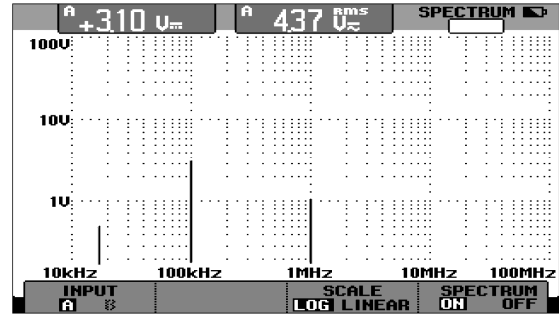 A +3.10 V⎓ A 4.37 rms V≂ SPECTRUM
100V
10V
1V
10kHz 100kHz 1MHz 10MHz 100MHz
INPUT SCALE SPECTRUM
A B LOG LINEAR ON OFF